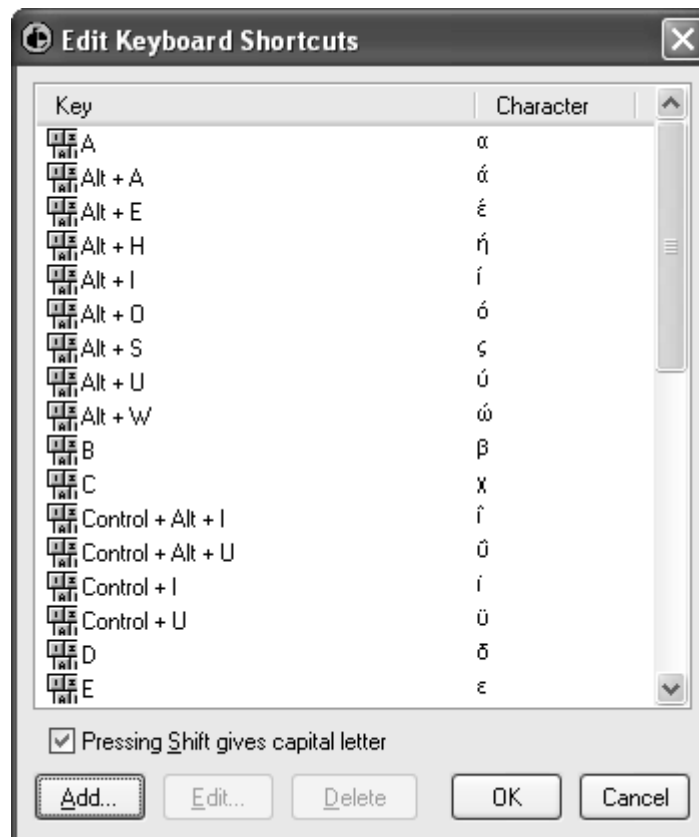 Edit Keyboard Shortcuts
Key Character
A α
Alt + A ά
Alt + E έ
Alt + H ή
Alt + I ί
Alt + O ό
Alt + S ς
Alt + U ύ
Alt + W ώ
B β
C χ
Control + Alt + I
Control + Alt + U
Control + I
Control + U
D δ
E ε
Pressing Shift gives capital letter
Add... Edit... Delete OK Cancel